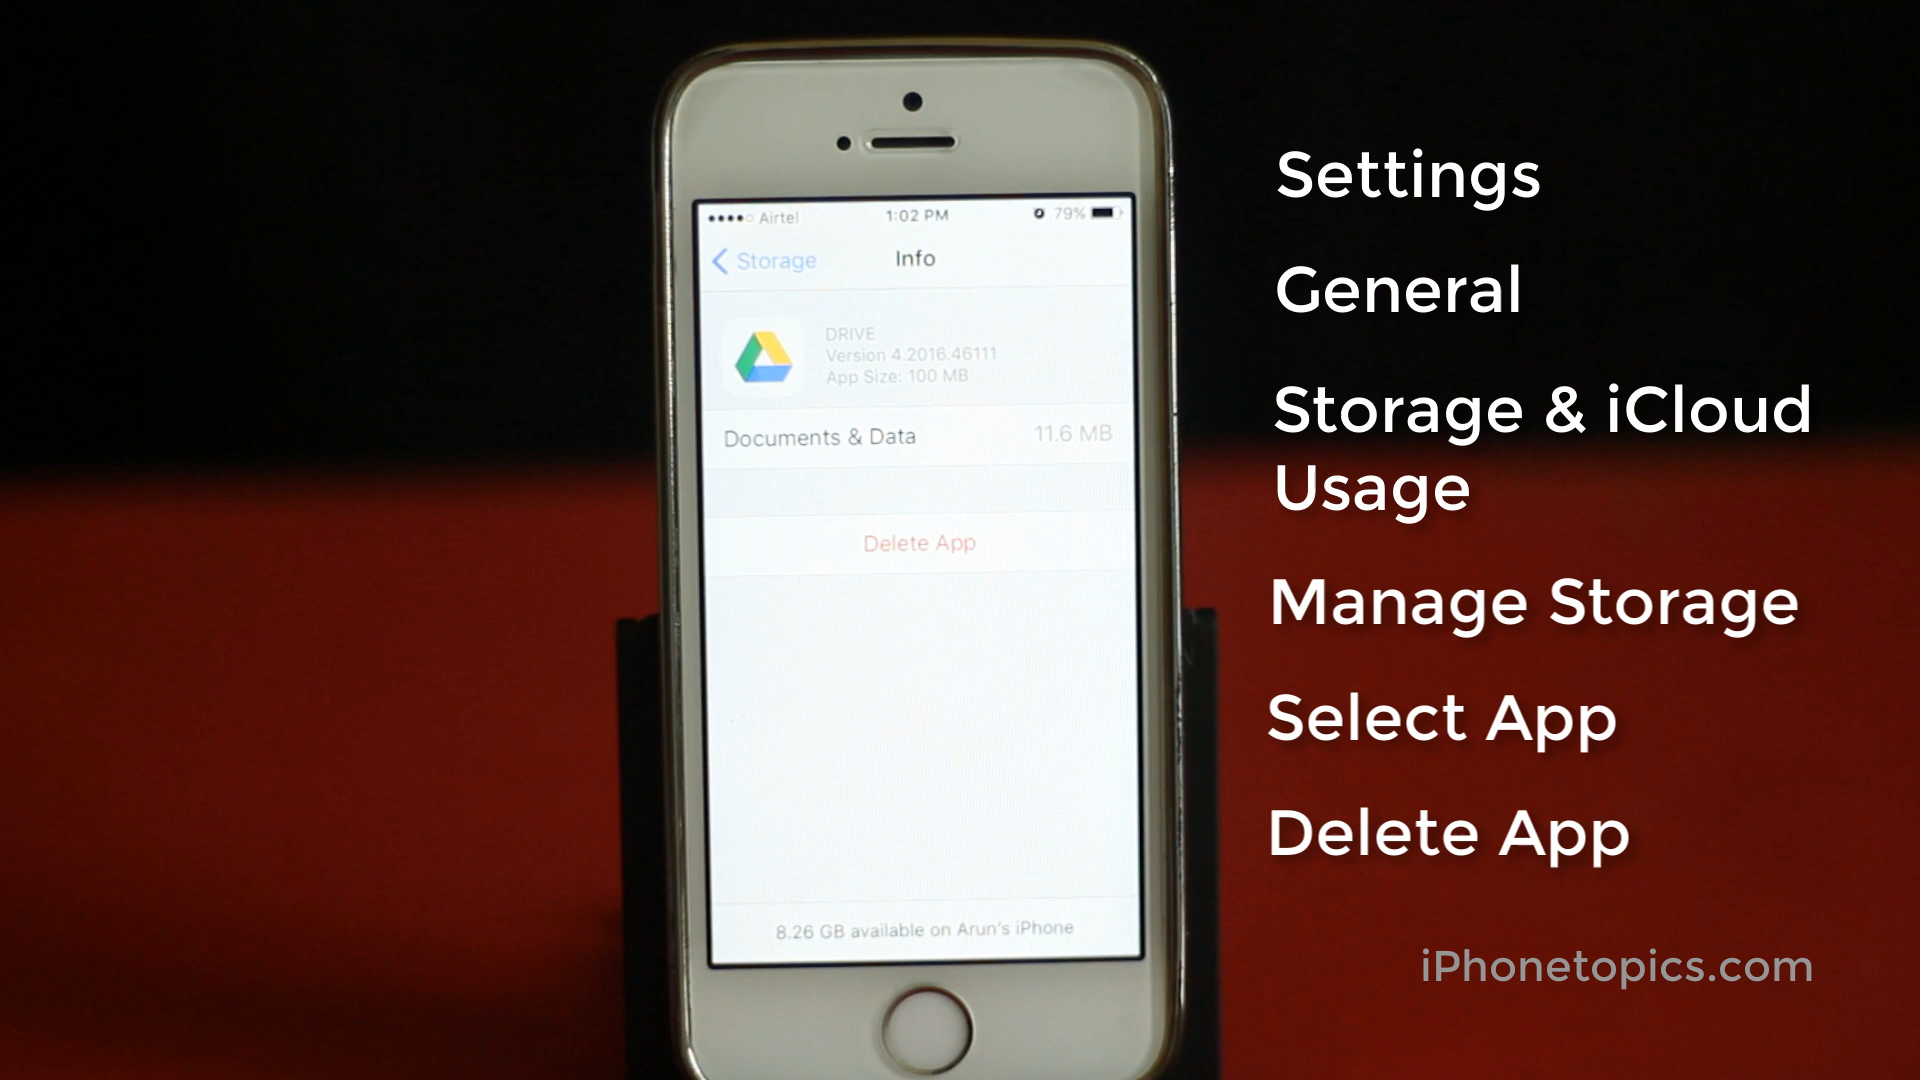 Airtel 1:02 PM 79%
Storage Info
DRIVE
Version 4.2016.46111
App Size: 100 MB
Documents & Data 11.6 MB
Delete App
8.26 GB available on Arun's iPhone
Settings
General
Storage & iCloud
Usage
Manage Storage
Select App
Delete App
iPhonetopics.com